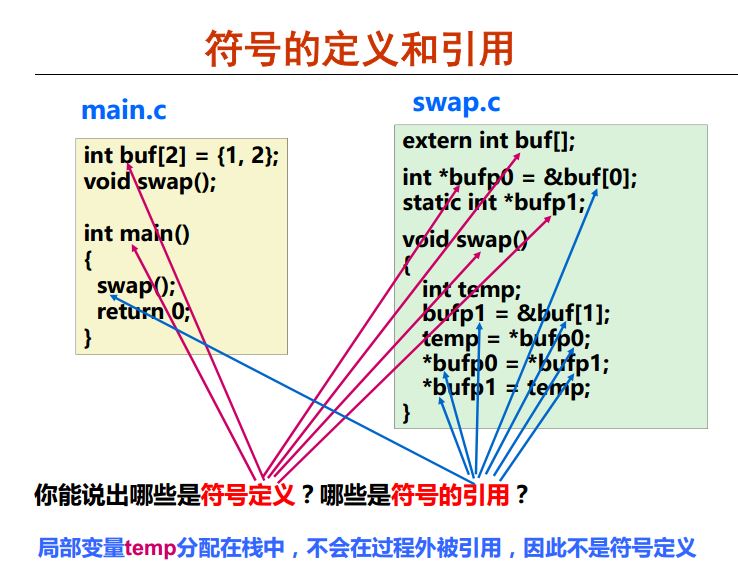 符号的定义和引用
main.c
int buf[2] = {1, 2};
void swap();
int main()
{
swap();
return 0;
}
swap.c
extern int buf[];
int *bufp0 = &buf[0];
static int *bufp1;
void swap()
{
int temp;
bufp1 = &buf[1];
temp = *bufp0;
*bufp0 = *bufp1;
*bufp1 = temp;
}
你能说出哪些是符号定义？哪些是符号的引用？
局部变量temp分配在栈中，不会在过程外被引用，因此不是符号定义